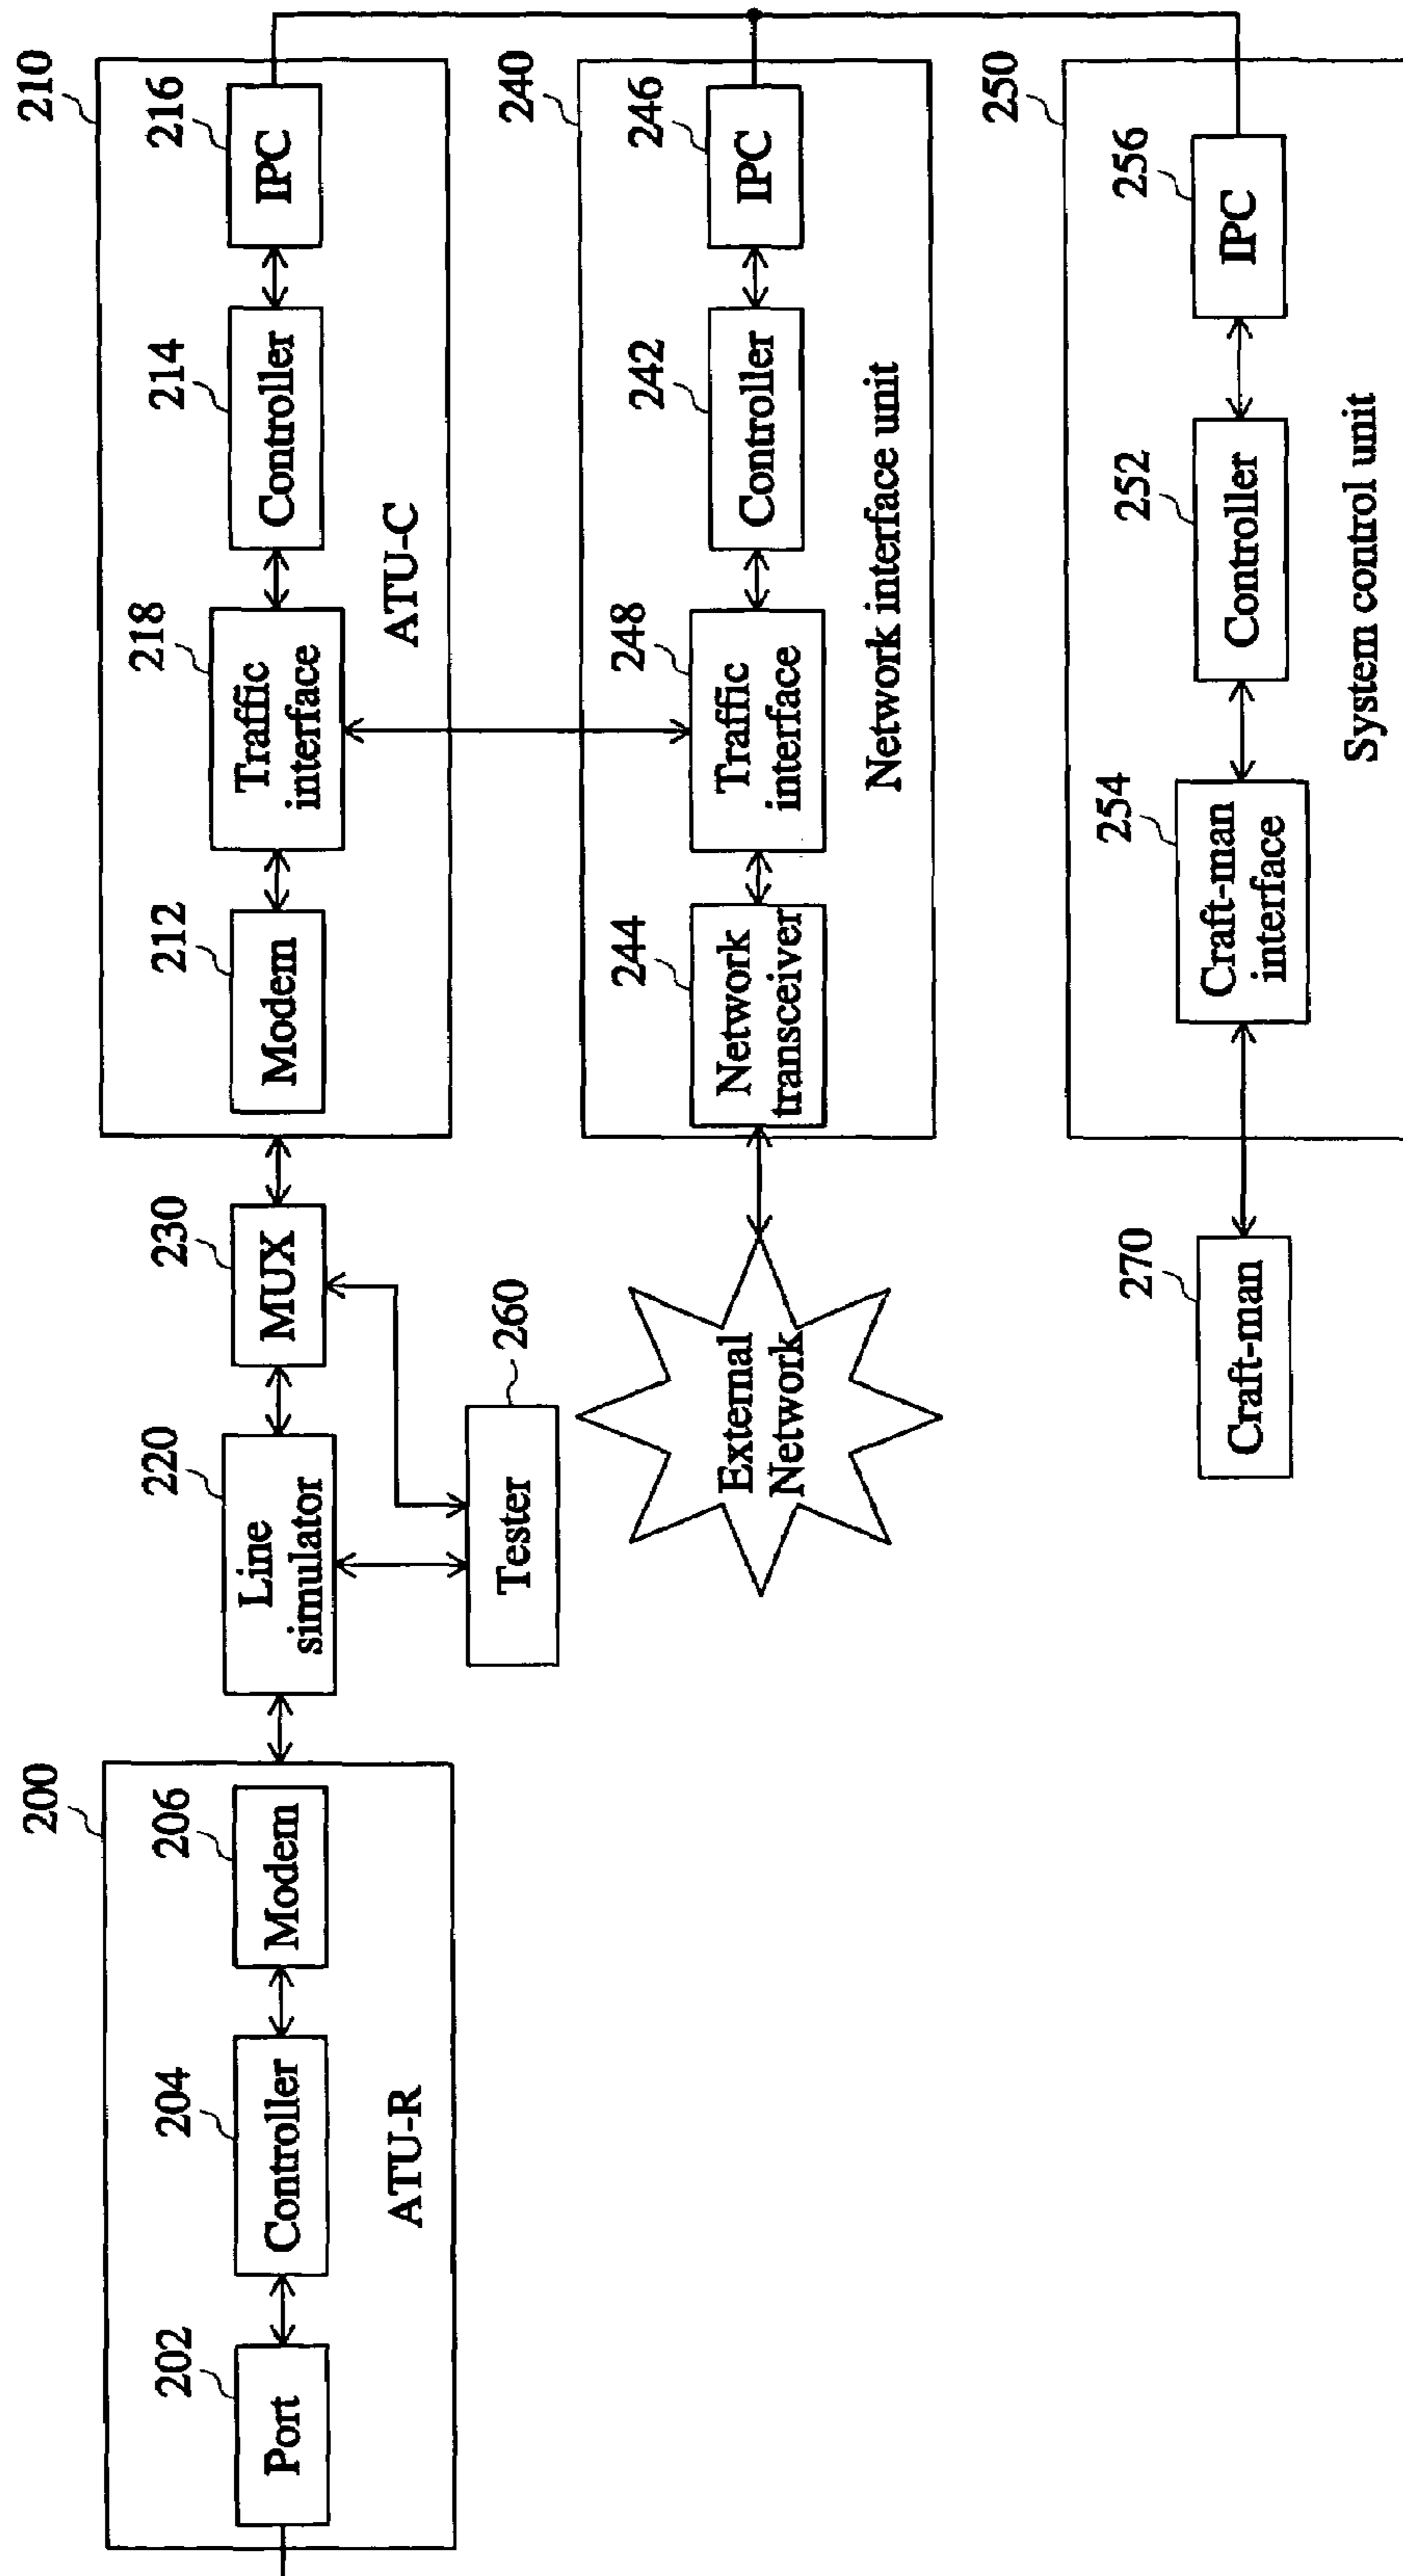 200
202
Port
204
Controller
206
Modem
ATU-R
220
Line
simulator
230
MUX
260
Tester
210
212
Modem
218
Traffic
interface
214
Controller
216
IPC
ATU-C
External
Network
240
244
Network
transceiver
248
Traffic
interface
242
Controller
246
IPC
Network interface unit
270
Craft-man
250
254
Craft-man
interface
252
Controller
256
IPC
System control unit